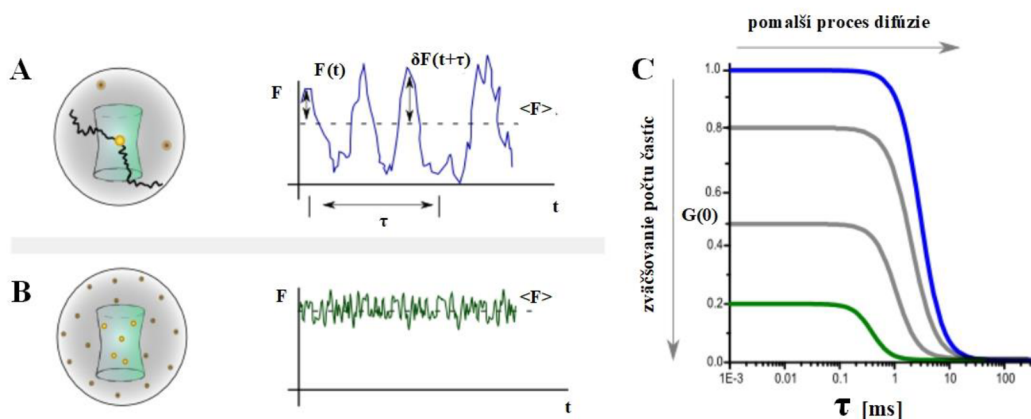 A
F
F(t)
δF(t+τ)
<F>
τ
t
B
F
<F>
t
pomalší proces difúzie
C
zväčšovanie počtu častíc
G(0)
1.0
0.8
0.6
0.4
0.2
0.0
1E-3
0.01
0.1
1
10
100
τ [ms]